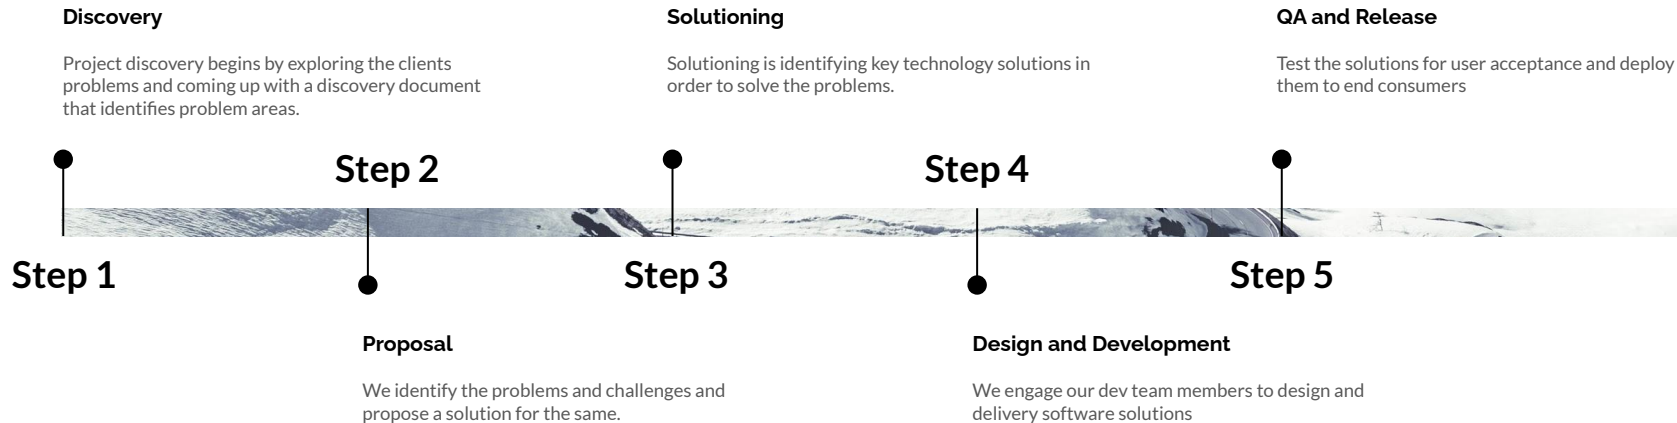 Discovery
Project discovery begins by exploring the clients
problems and coming up with a discovery document
that identifies problem areas.
Step 1
Step 2
Proposal
We identify the problems and challenges and
propose a solution for the same.
Solutioning
Solutioning is identifying key technology solutions in
order to solve the problems.
Step 3
Step 4
Design and Development
We engage our dev team members to design and
delivery software solutions
QA and Release
Test the solutions for user acceptance and deploy
them to end consumers
Step 5